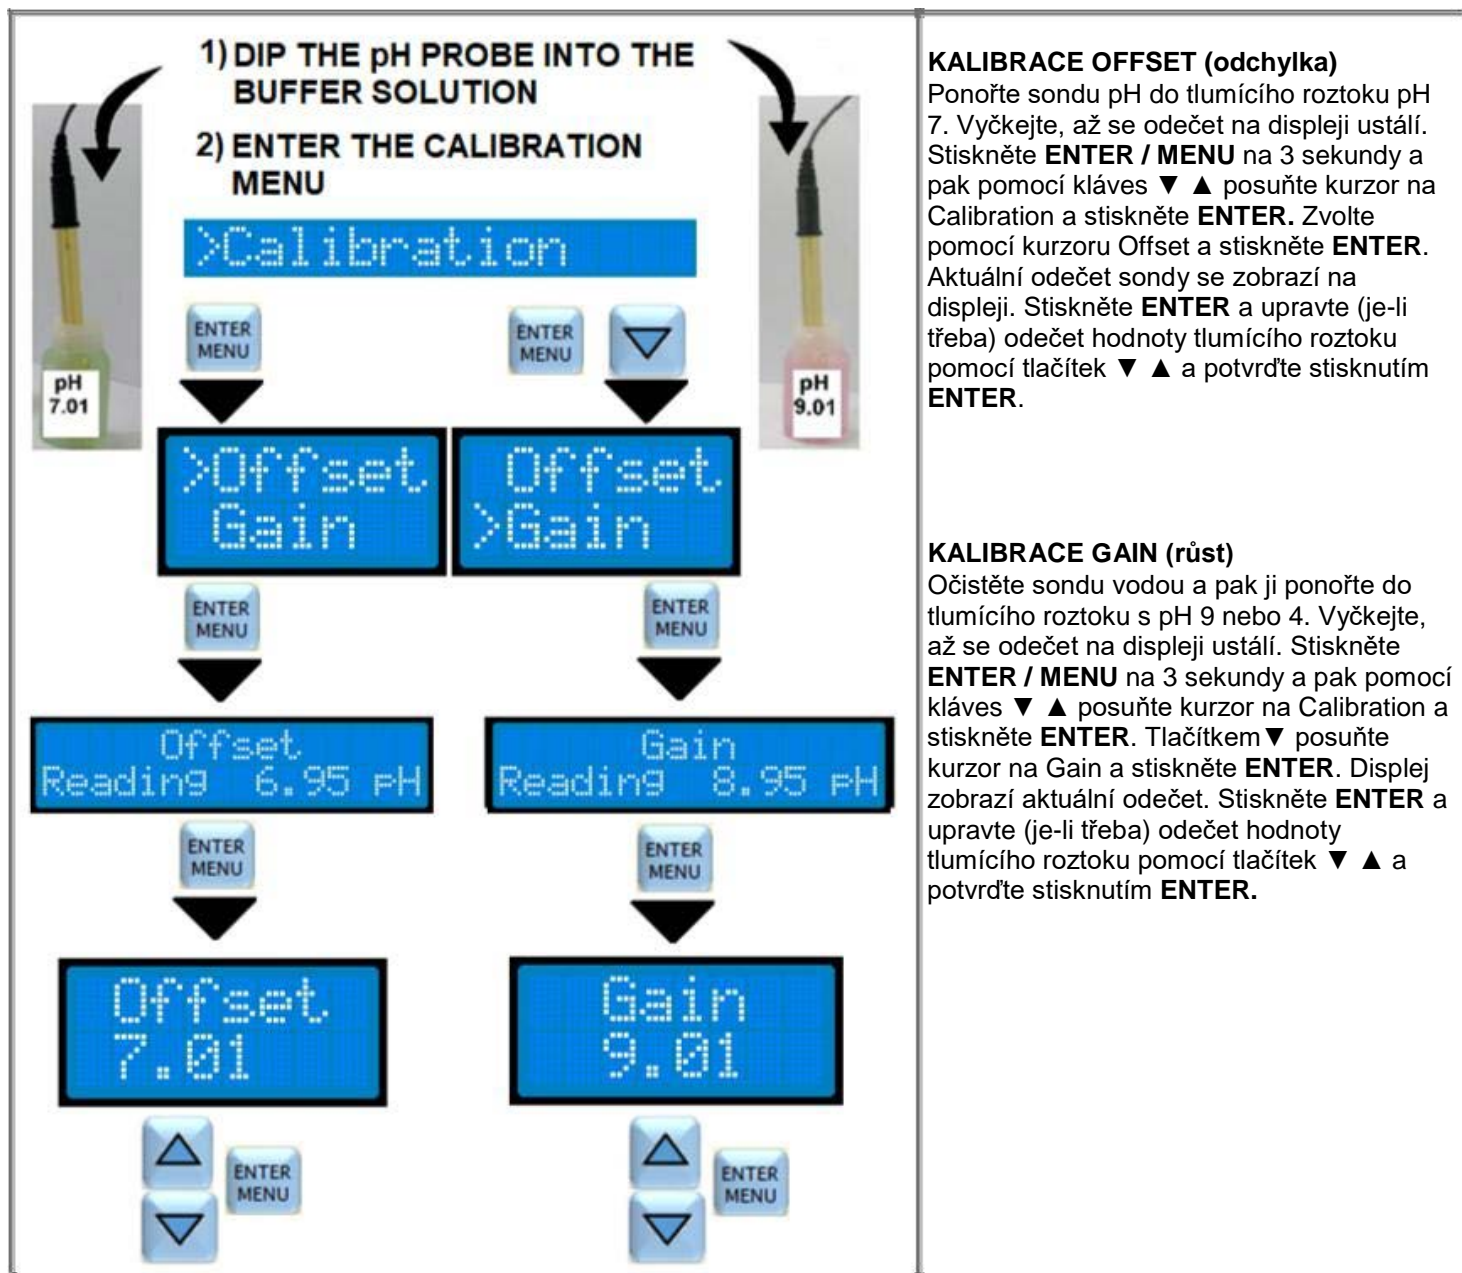 1) DIP THE pH PROBE INTO THE
BUFFER SOLUTION
2) ENTER THE CALIBRATION
MENU
>Calibration
pH
7.01
pH
9.01
ENTER
MENU
ENTER
MENU
>Offset
Gain
Offset
>Gain
ENTER
MENU
ENTER
MENU
Offset
Reading 6.95 pH
Gain
Reading 8.95 pH
ENTER
MENU
ENTER
MENU
Offset
7.01
Gain
9.01
ENTER
MENU
ENTER
MENU
KALIBRACE OFFSET (odchylka)
Ponořte sondu pH do tlumícího roztoku pH
7. Vyčkejte, až se odečet na displeji ustálí.
Stiskněte ENTER / MENU na 3 sekundy a
pak pomocí kláves ▼ ▲ posuňte kurzor na
Calibration a stiskněte ENTER. Zvolte
pomocí kurzoru Offset a stiskněte ENTER.
Aktuální odečet sondy se zobrazí na
displeji. Stiskněte ENTER a upravte (je-li
třeba) odečet hodnoty tlumícího roztoku
pomocí tlačítek ▼ ▲ a potvrďte stisknutím
ENTER.
KALIBRACE GAIN (růst)
Očistěte sondu vodou a pak ji ponořte do
tlumícího roztoku s pH 9 nebo 4. Vyčkejte,
až se odečet na displeji ustálí. Stiskněte
ENTER / MENU na 3 sekundy a pak pomocí
kláves ▼ ▲ posuňte kurzor na Calibration a
stiskněte ENTER. Tlačítkem▼ posuňte
kurzor na Gain a stiskněte ENTER. Displej
zobrazí aktuální odečet. Stiskněte ENTER a
upravte (je-li třeba) odečet hodnoty
tlumícího roztoku pomocí tlačítek ▼ ▲ a
potvrďte stisknutím ENTER.